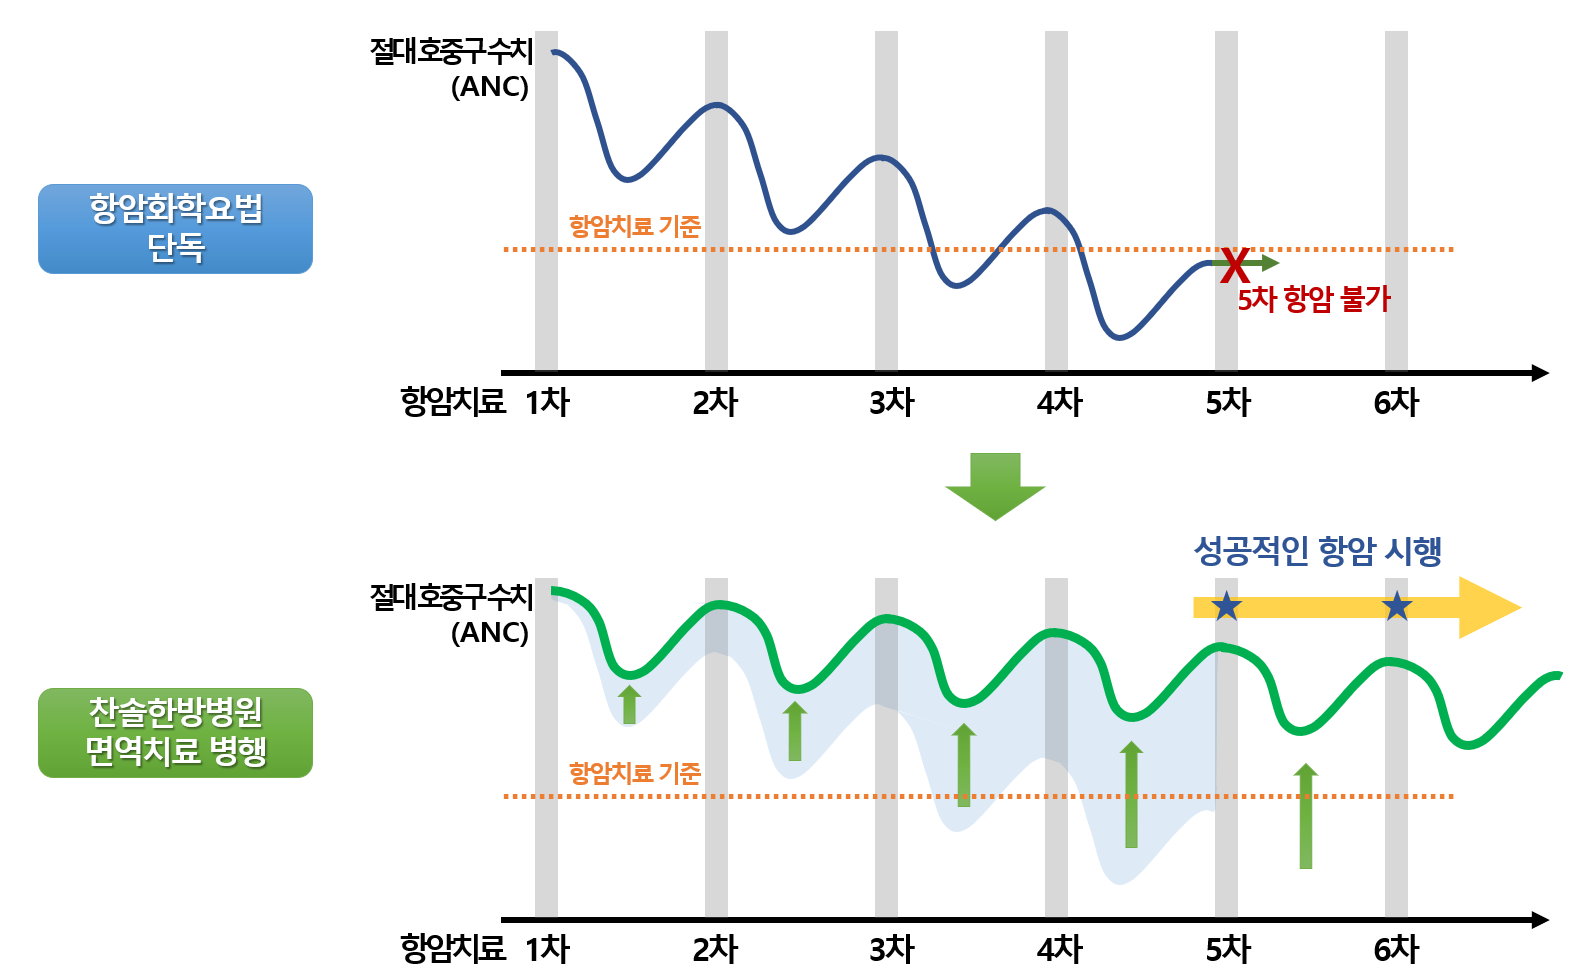 절대호중구수치
(ANC)
항암화학요법
단독
항암치료 기준
X
5차 항암 불가
항암치료 1차 2차 3차 4차 5차 6차
성공적인 항암 시행
절대호중구수치
(ANC)
찬솔한방병원
면역치료 병행
항암치료 기준
항암치료 1차 2차 3차 4차 5차 6차